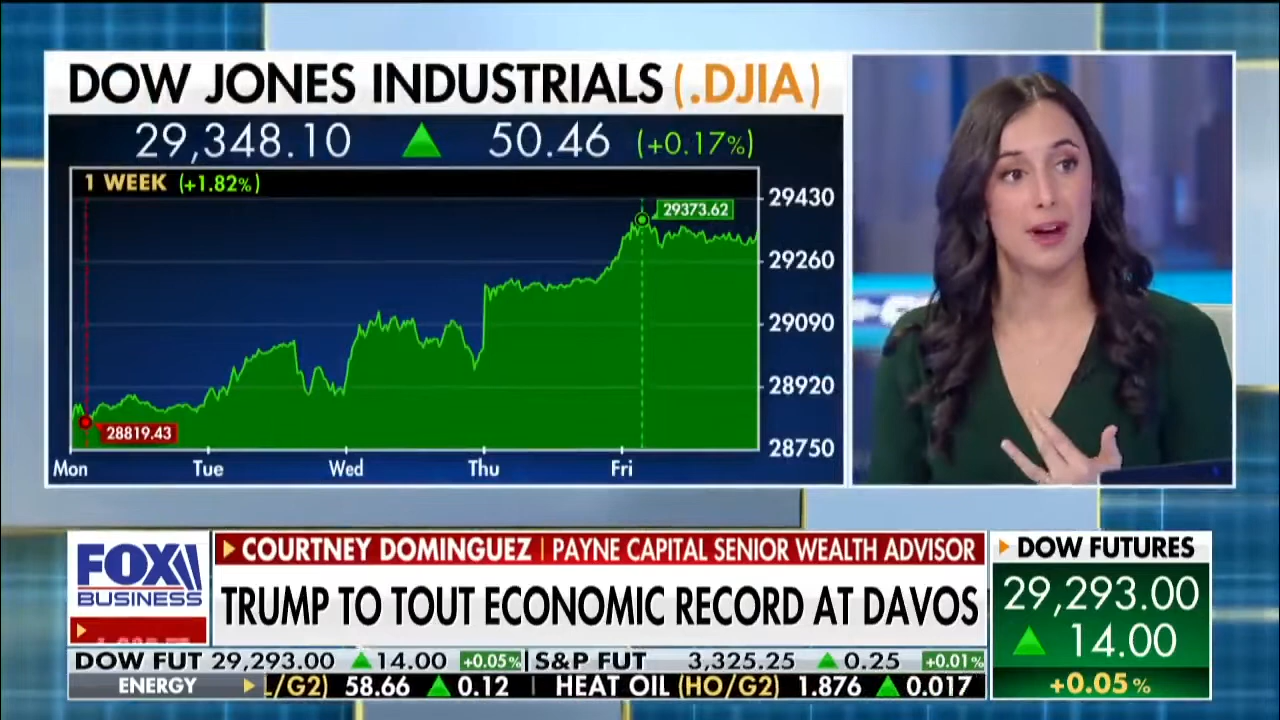 DOW JONES INDUSTRIALS (.DJIA)
29,348.10 ▲ 50.46 (+0.17%)
1 WEEK (+1.82%)
29430
29373.62
29260
29090
28920
28819.43
28750
Mon Tue Wed Thu Fri
FOX
BUSINESS
COURTNEY DOMINGUEZ | PAYNE CAPITAL SENIOR WEALTH ADVISOR
TRUMP TO TOUT ECONOMIC RECORD AT DAVOS
DOW FUTURES
29,293.00
▲ 14.00
+0.05%
DOW FUT 29,293.00 ▲ 14.00 +0.05% | S&P FUT 3,325.25 ▲ 0.25 +0.01%
ENERGY L/G2) 58.66 ▲ 0.12 | HEAT OIL (HO/G2) 1.876 ▲ 0.017